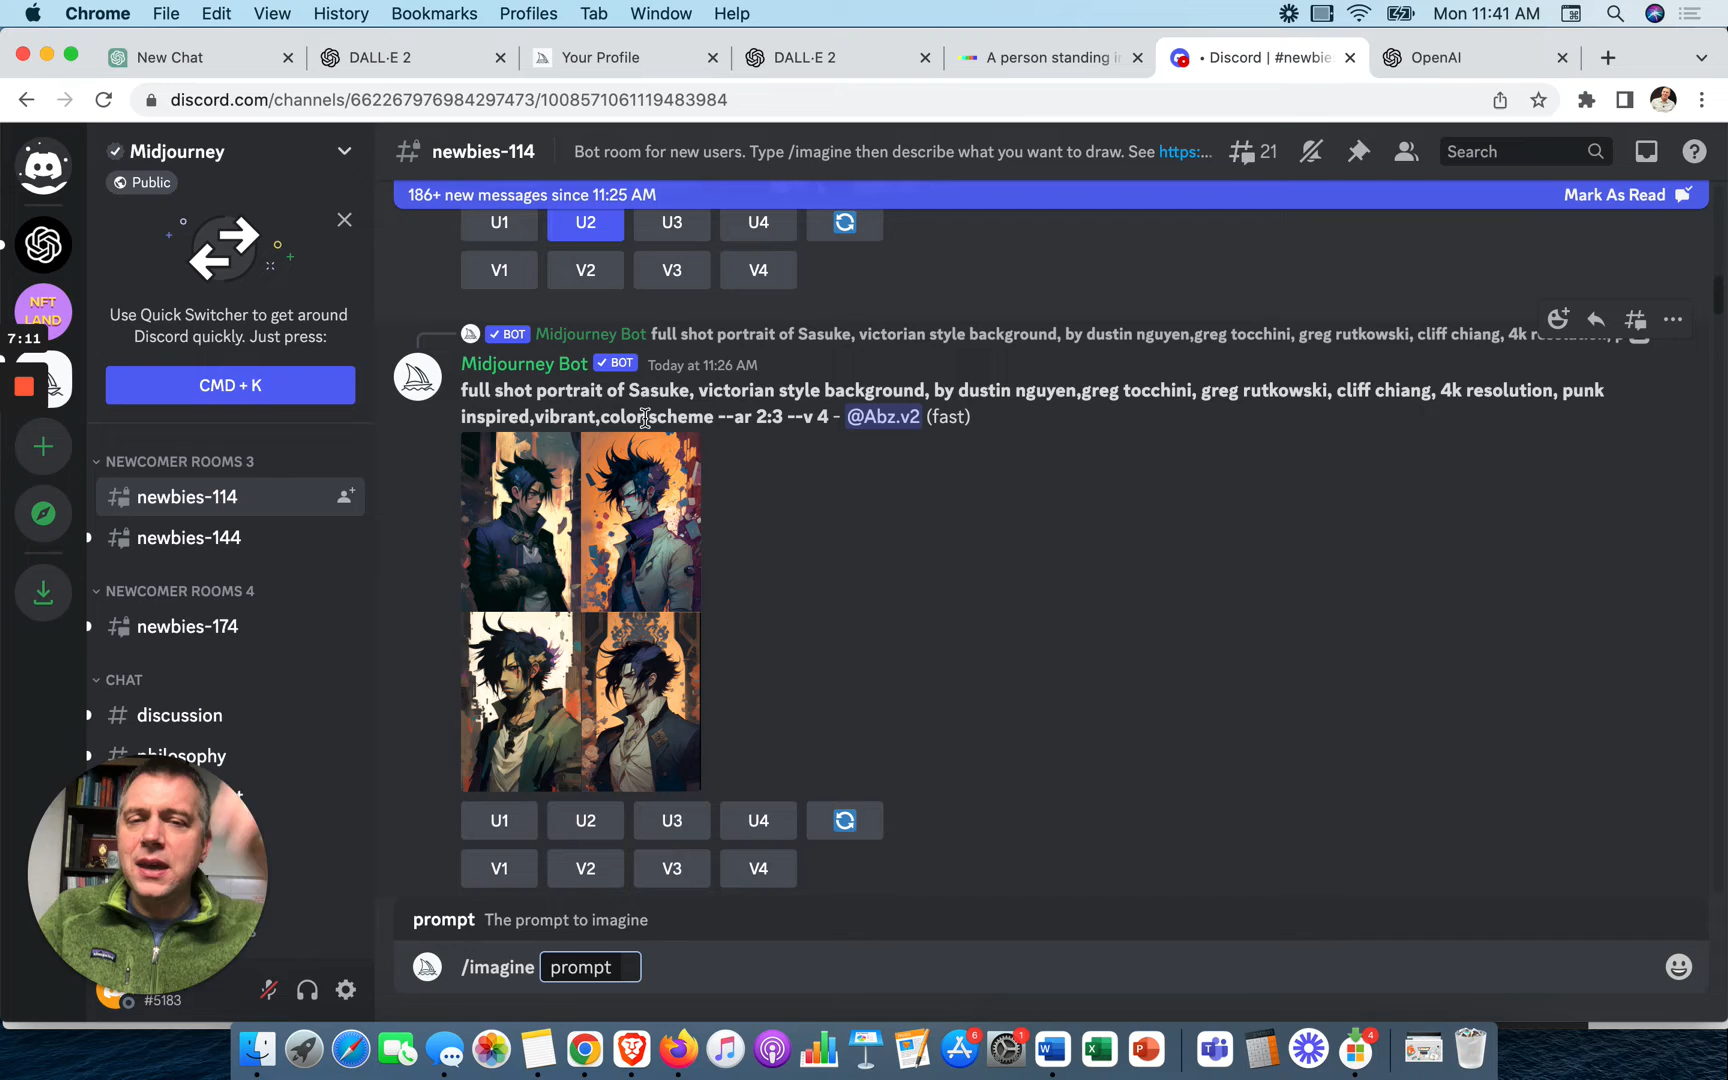 Chrome File Edit View History Bookmarks Profiles Tab Window Help
Mon 11:41 AM
New Chat
DALL·E 2
Your Profile
DALL·E 2
A person standing in
• Discord | #newbie
OpenAI
discord.com/channels/662267976984297473/1008571061119483984
Midjourney
Public
newbies-114
Bot room for new users. Type /imagine then describe what you want to draw. See https:...
21
Search
186+ new messages since 11:25 AM
Mark As Read
U1 U2 U3 U4
V1 V2 V3 V4
NFT
LAND
7:11
Use Quick Switcher to get around
Discord quickly. Just press:
CMD + K
NEWCOMER ROOMS 3
newbies-114
newbies-144
NEWCOMER ROOMS 4
newbies-174
CHAT
discussion
philosophy
#5183
BOT Midjourney Bot full shot portrait of Sasuke, victorian style background, by dustin nguyen,greg tocchini, greg rutkowski, cliff chiang, 4k
Midjourney Bot BOT Today at 11:26 AM
full shot portrait of Sasuke, victorian style background, by dustin nguyen,greg tocchini, greg rutkowski, cliff chiang, 4k resolution, punk
inspired,vibrant,color scheme --ar 2:3 --v 4 - @Abz.v2 (fast)
U1 U2 U3 U4
V1 V2 V3 V4
prompt The prompt to imagine
/imagine prompt
6
1
4